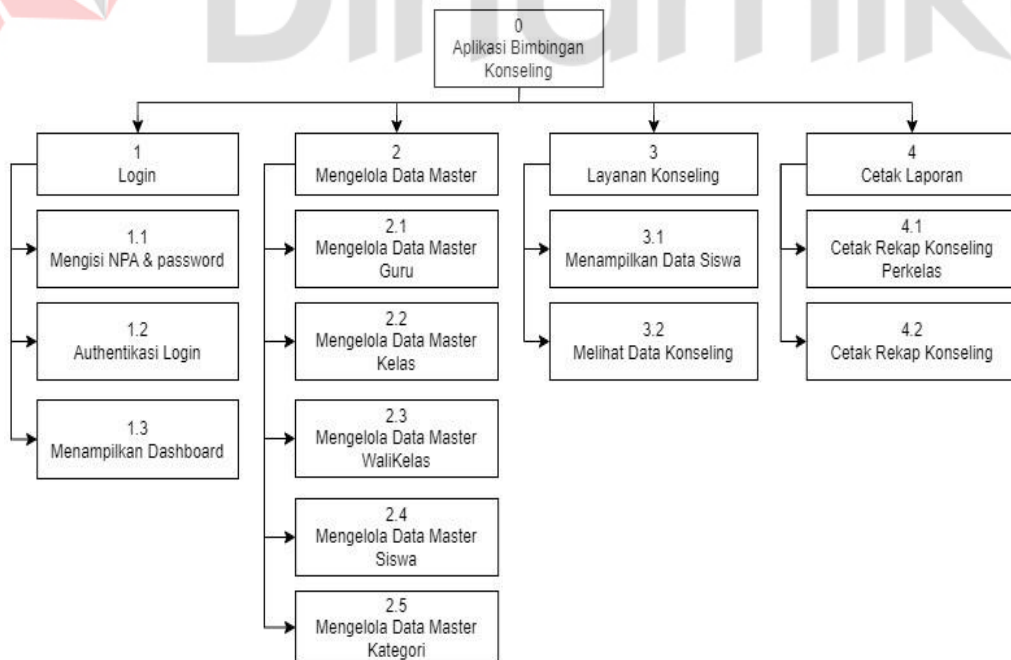 Dinamika
0
Aplikasi Bimbingan
Konseling
1
Login
2
Mengelola Data Master
3
Layanan Konseling
4
Cetak Laporan
1.1
Mengisi NPA & password
2.1
Mengelola Data Master
Guru
3.1
Menampilkan Data Siswa
4.1
Cetak Rekap Konseling
Perkelas
1.2
Authentikasi Login
2.2
Mengelola Data Master
Kelas
3.2
Melihat Data Konseling
4.2
Cetak Rekap Konseling
1.3
Menampilkan Dashboard
2.3
Mengelola Data Master
WaliKelas
2.4
Mengelola Data Master
Siswa
2.5
Mengelola Data Master
Kategori